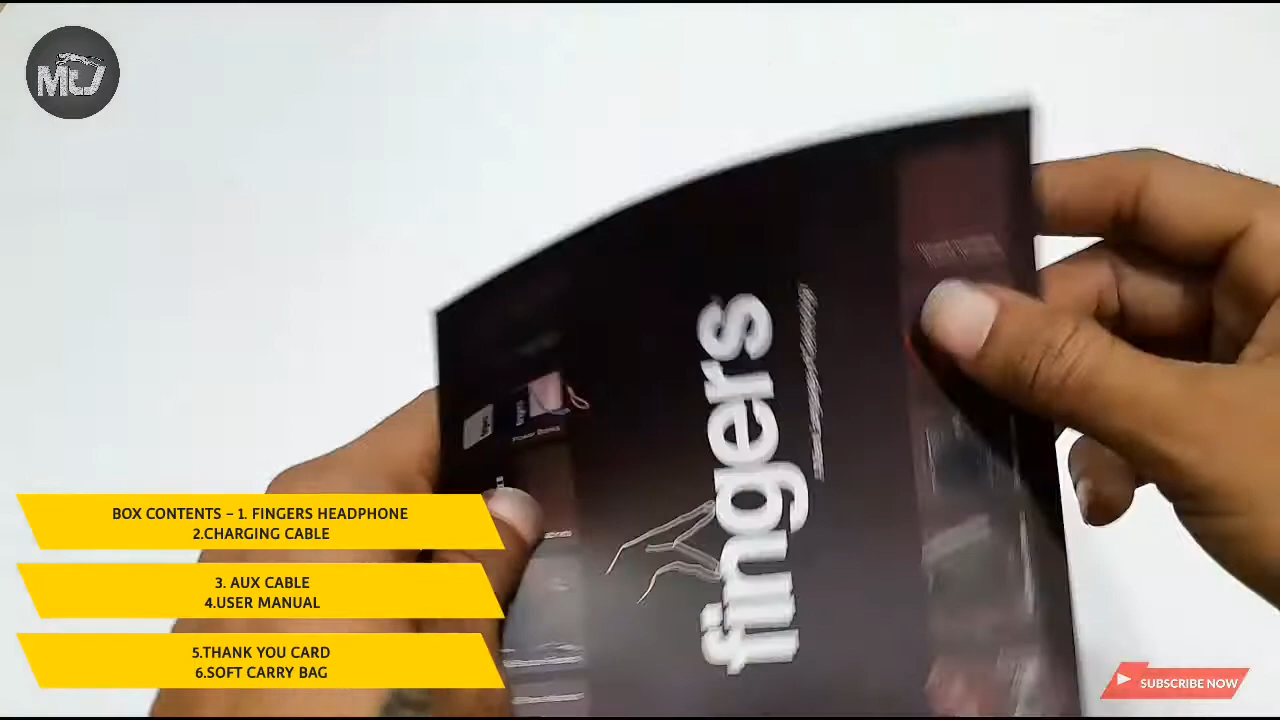 MTJ
fingers
Power Banks
BOX CONTENTS – 1. FINGERS HEADPHONE
2.CHARGING CABLE
3. AUX CABLE
4.USER MANUAL
5.THANK YOU CARD
6.SOFT CARRY BAG
SUBSCRIBE NOW